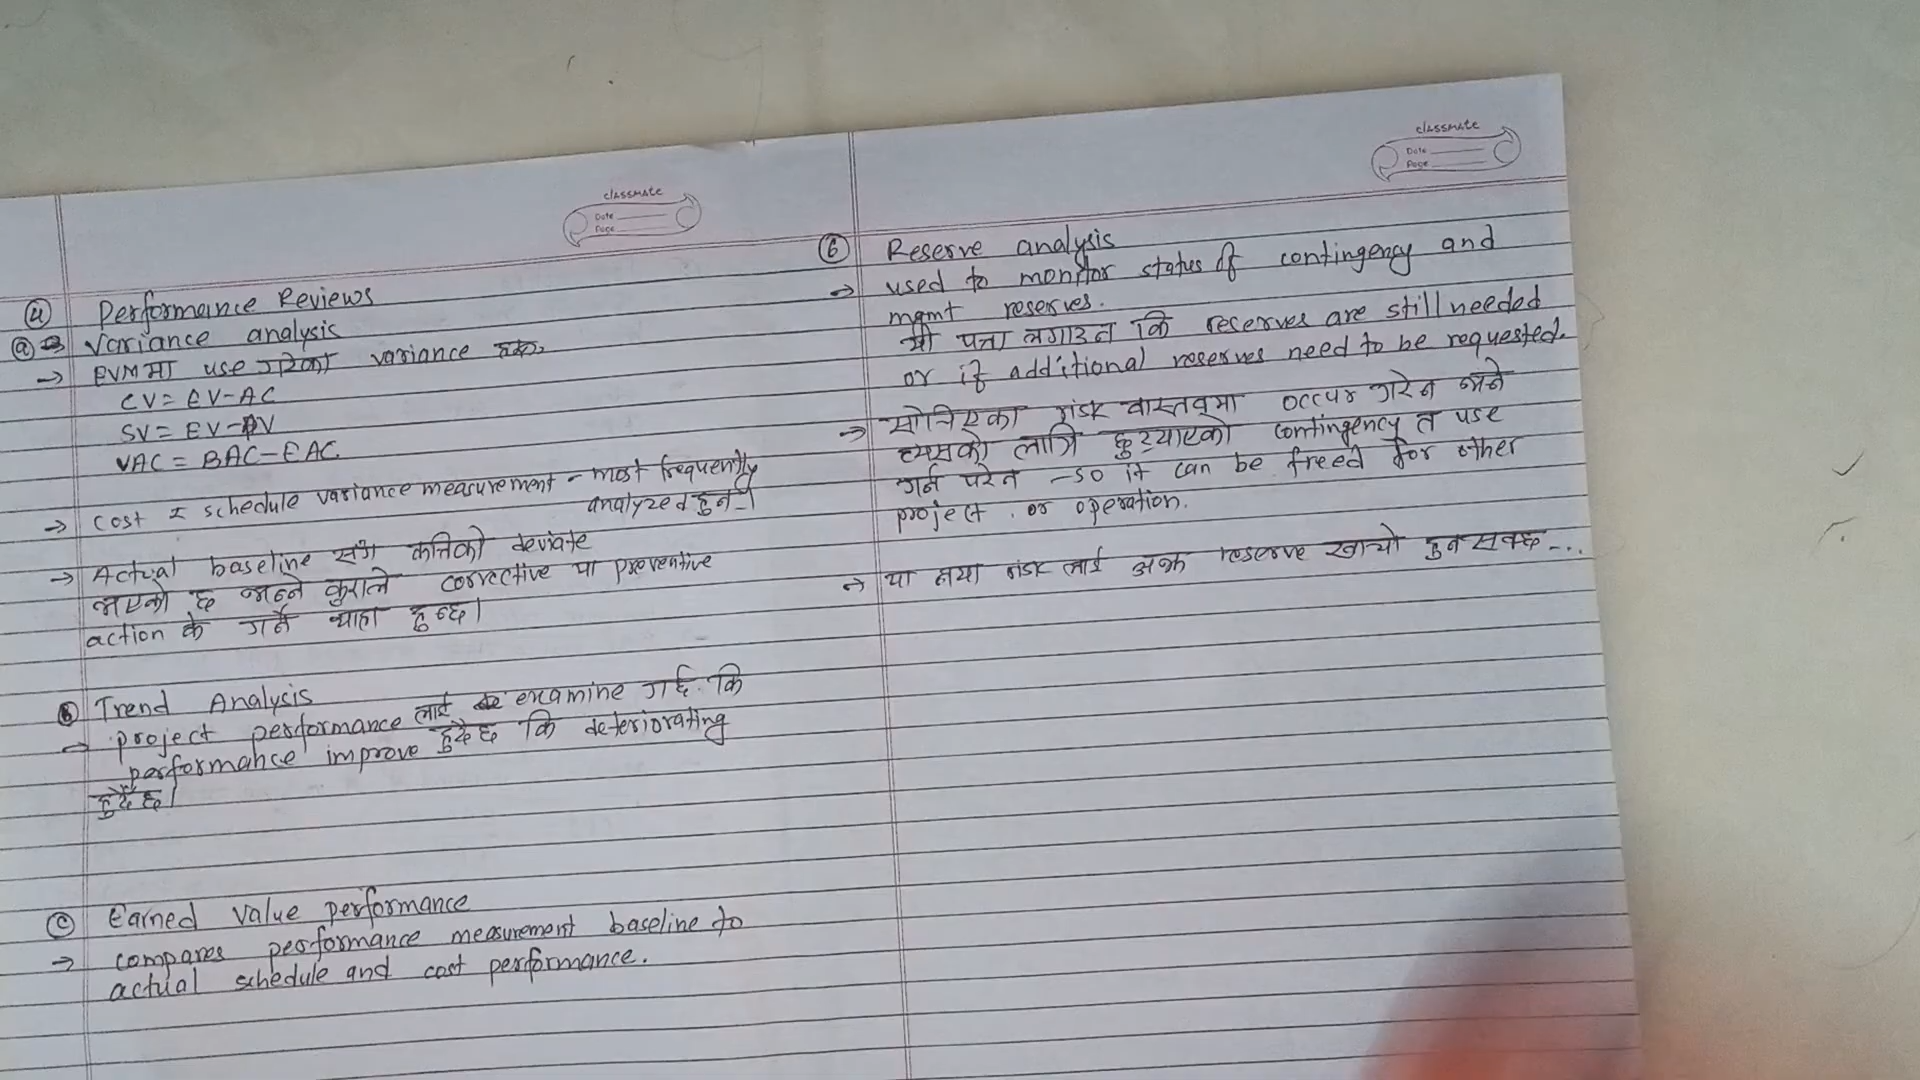 classmate
Date
Page
④ Performance Reviews
ⓐ → Variance analysis
→ EVMमा use गरेका variance हरू
CV = EV-AC
SV = EV-PV
VAC = BAC-EAC
→ Cost र schedule variance measurement - most frequently
analyzed हुन्
→ Actual baseline संग कतिको deviate
भएको छ भन्ने कुराले corrective या preventive
action के गर्ने थाहा हुन्छ।
ⓑ Trend Analysis
→ project performance लाई examine गर्छ कि
performance improve हुदैछ कि deteriorating
हुदैछ।
ⓒ Earned Value performance
→ compares performance measurement baseline to
actual schedule and cost performance.
classmate
Date
Page
⑥ Reserve analysis
→ used to monitor status of contingency and
mgmt reserves.
यो पत्ता लगाउन कि reserves are still needed
or if additional reserves need to be requested.
→ सोचिएका वास्तवमा occur गरेन भने
त्यसको लागि छुट्याएको contingency त use
गर्न परेन - so it can be freed for other
project or operation.
→ या नया लाई अझ reserve खाचो हुन सक्छ-...